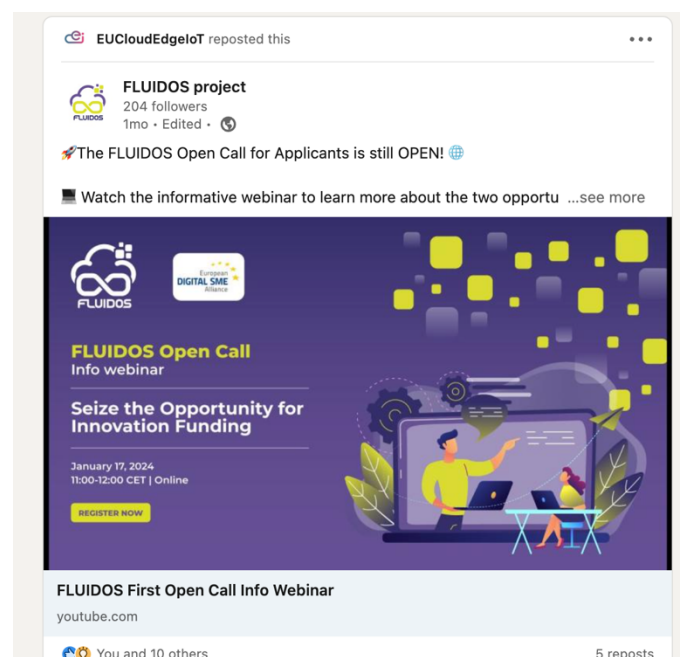 EUCloudEdgeIoT reposted this
FLUIDOS project
204 followers
1mo • Edited •
FLUIDOS
🚀The FLUIDOS Open Call for Applicants is still OPEN! 🌐
💻 Watch the informative webinar to learn more about the two opportu ...see more
FLUIDOS
European
DIGITAL SME
Alliance
FLUIDOS Open Call
Info webinar
Seize the Opportunity for
Innovation Funding
January 17, 2024
11:00-12:00 CET | Online
REGISTER NOW
FLUIDOS First Open Call Info Webinar
youtube.com
You and 10 others
5 reposts